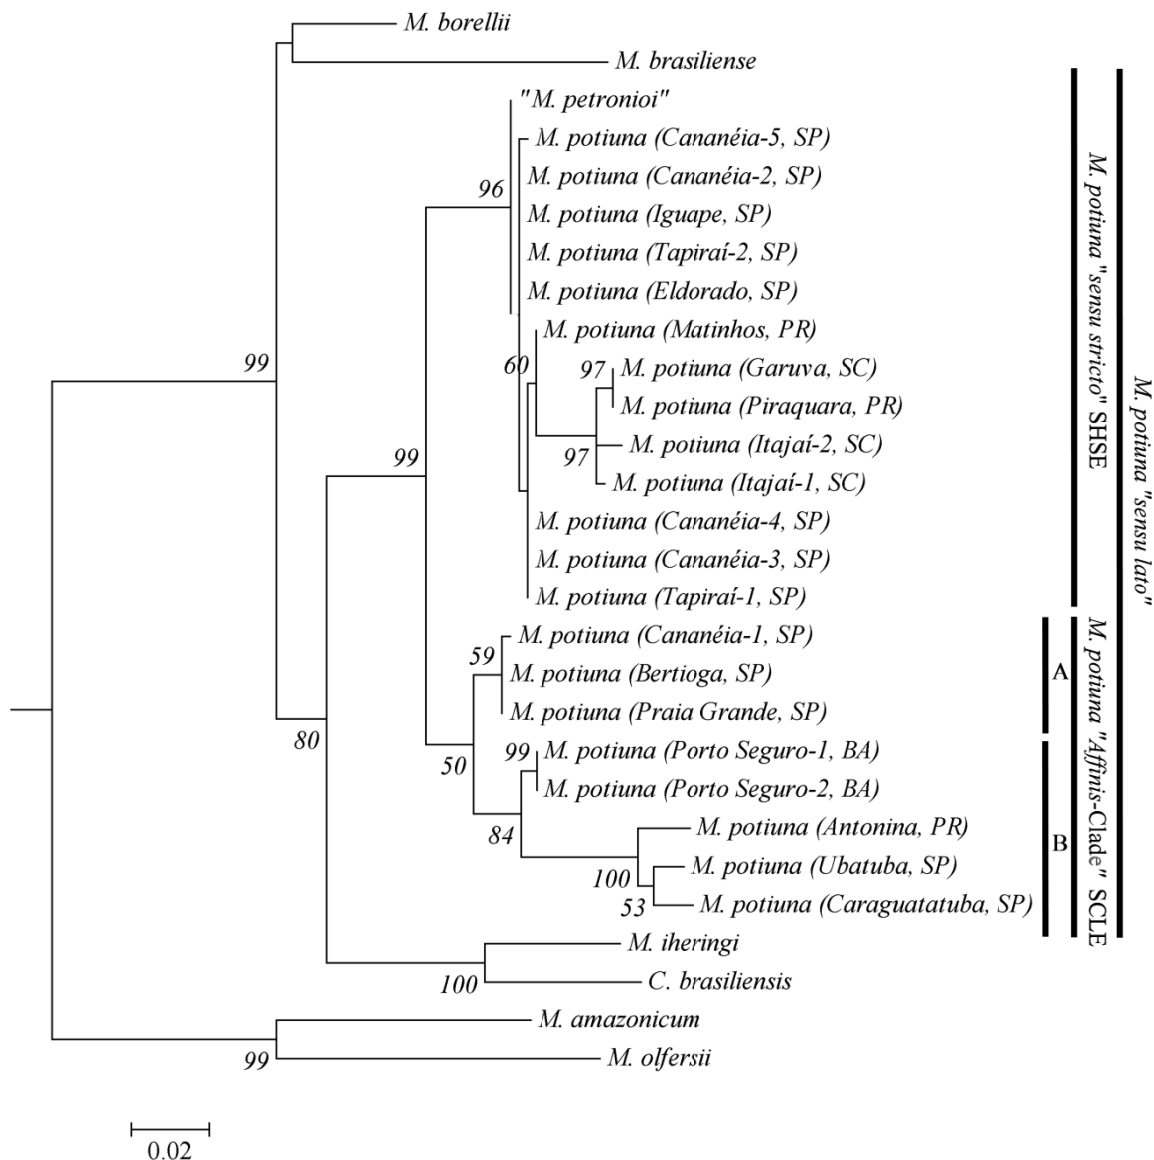 M. borellii
M. brasiliense
"M. petronioi"
M. potiuna (Cananéia-5, SP)
M. potiuna (Cananéia-2, SP)
96
M. potiuna (Iguape, SP)
M. potiuna (Tapiraí-2, SP)
M. potiuna (Eldorado, SP)
M. potiuna (Matinhos, PR)
99
60
97
M. potiuna (Garuva, SC)
M. potiuna (Piraquara, PR)
M. potiuna (Itajaí-2, SC)
99
97
M. potiuna (Itajaí-1, SC)
M. potiuna (Cananéia-4, SP)
M. potiuna (Cananéia-3, SP)
M. potiuna (Tapiraí-1, SP)
M. potiuna (Cananéia-1, SP)
59
M. potiuna (Bertioga, SP)
M. potiuna (Praia Grande, SP)
80
50
99
M. potiuna (Porto Seguro-1, BA)
M. potiuna (Porto Seguro-2, BA)
M. potiuna (Antonina, PR)
84
M. potiuna (Ubatuba, SP)
100
53
M. potiuna (Caraguatatuba, SP)
M. iheringi
100
C. brasiliensis
M. amazonicum
99
M. olfersii
0.02
A
B
M. potiuna "sensu stricto" SHSE
M. potiuna "Affinis-Clade" SCLE
M. potiuna "sensu lato"